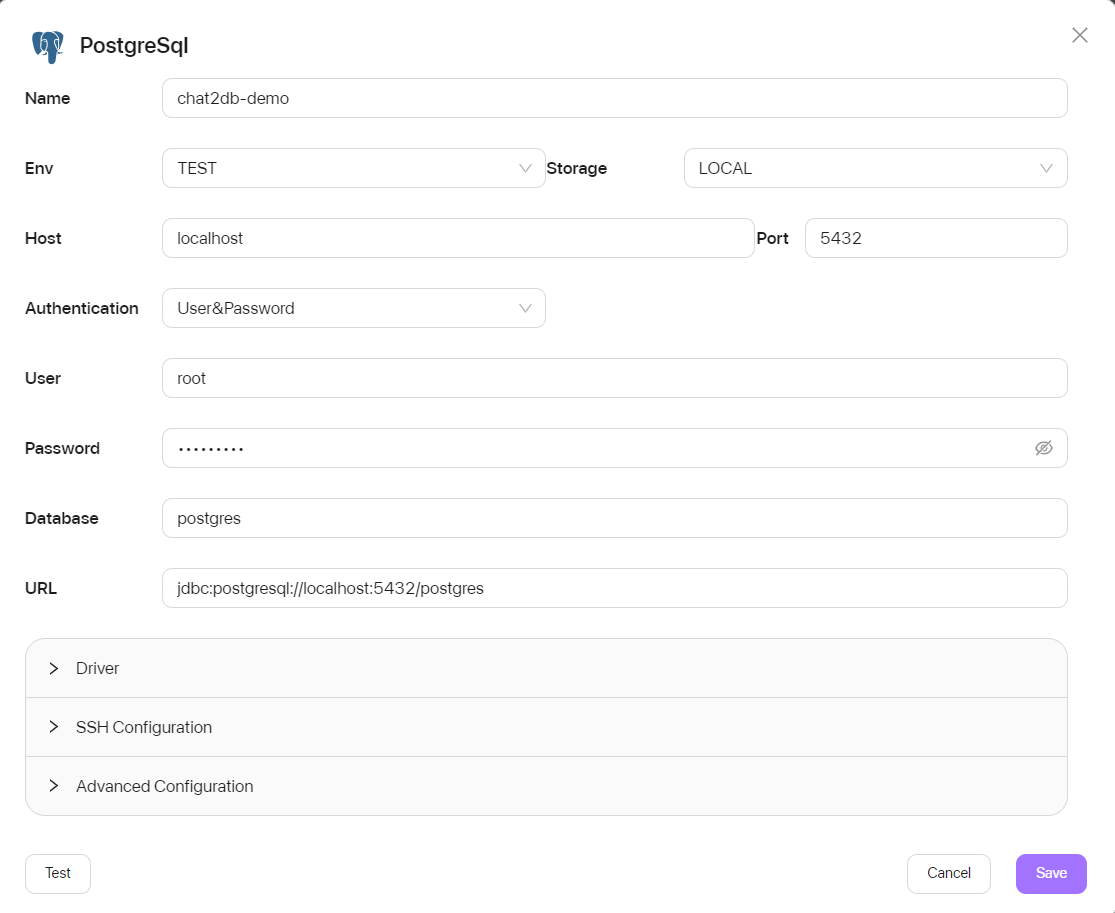 PostgreSql
Name chat2db-demo
Env TEST Storage LOCAL
Host localhost Port 5432
Authentication User&Password
User root
Password •••••••••
Database postgres
URL jdbc:postgresql://localhost:5432/postgres
Driver
SSH Configuration
Advanced Configuration
Test Cancel Save